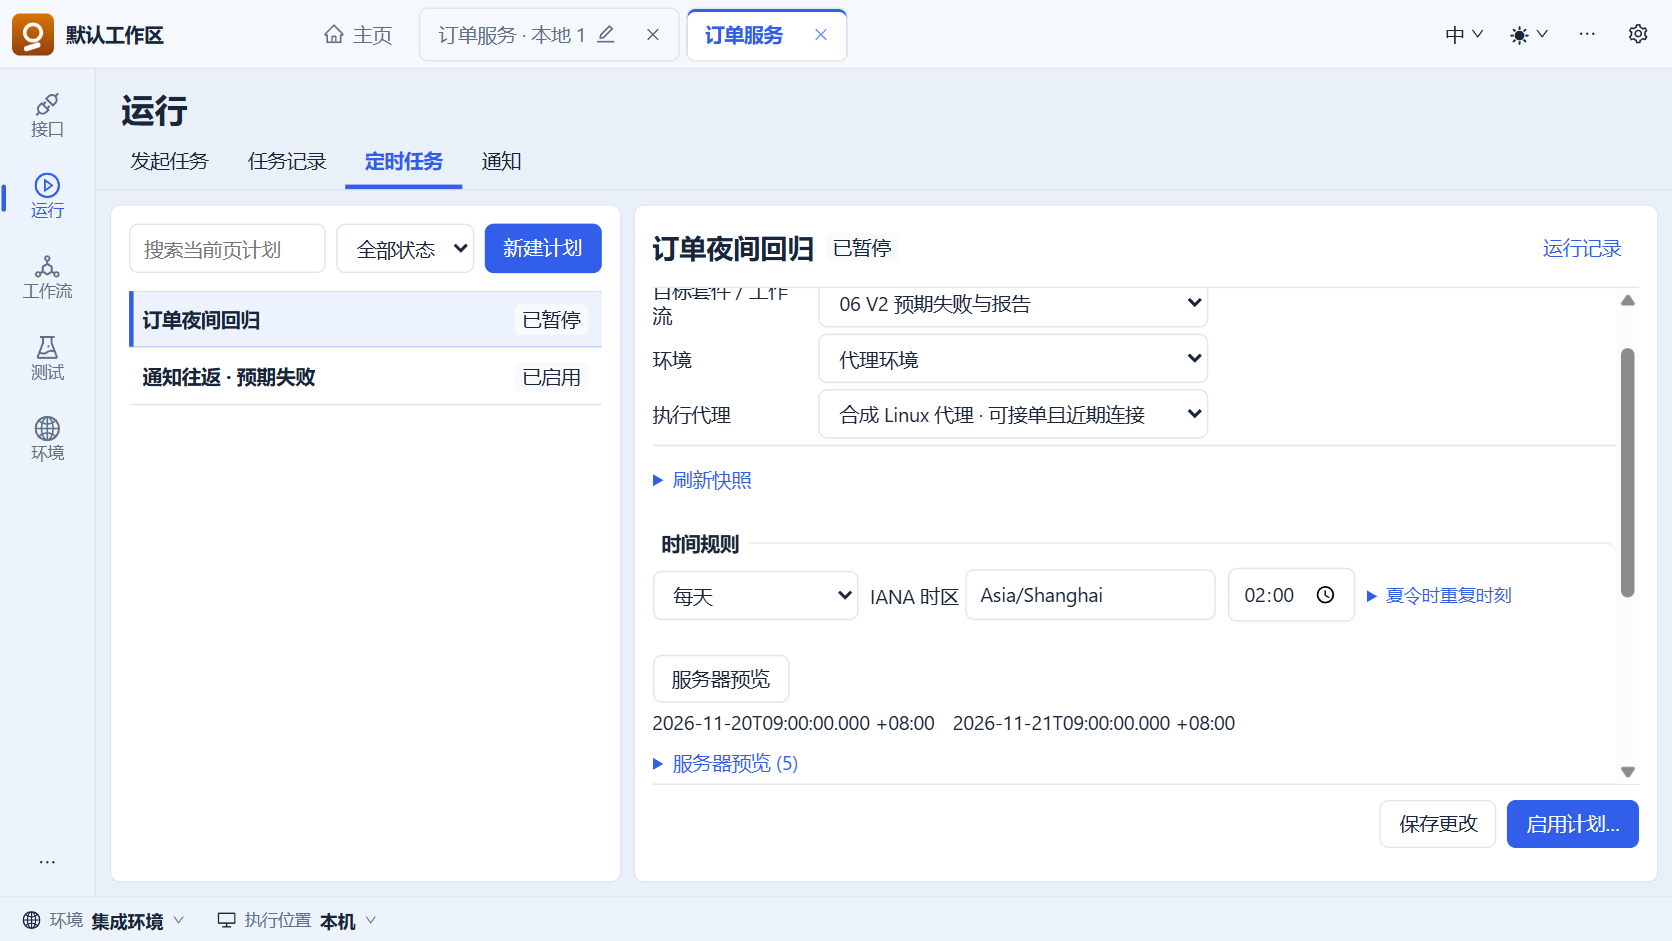 默认工作区
主页
订单服务 · 本地 1
订单服务
中
接口
运行
工作流
测试
环境
运行
发起任务
任务记录
定时任务
通知
搜索当前页计划
全部状态
新建计划
订单夜间回归
已暂停
通知往返 · 预期失败
已启用
订单夜间回归
已暂停
运行记录
目标套件 / 工作流
06 V2 预期失败与报告
环境
代理环境
执行代理
合成 Linux 代理 · 可接单且近期连接
刷新快照
时间规则
每天
IANA 时区
Asia/Shanghai
02:00
夏令时重复时刻
服务器预览
2026-11-20T09:00:00.000 +08:00
2026-11-21T09:00:00.000 +08:00
服务器预览 (5)
保存更改
启用计划...
环境 集成环境
执行位置 本机